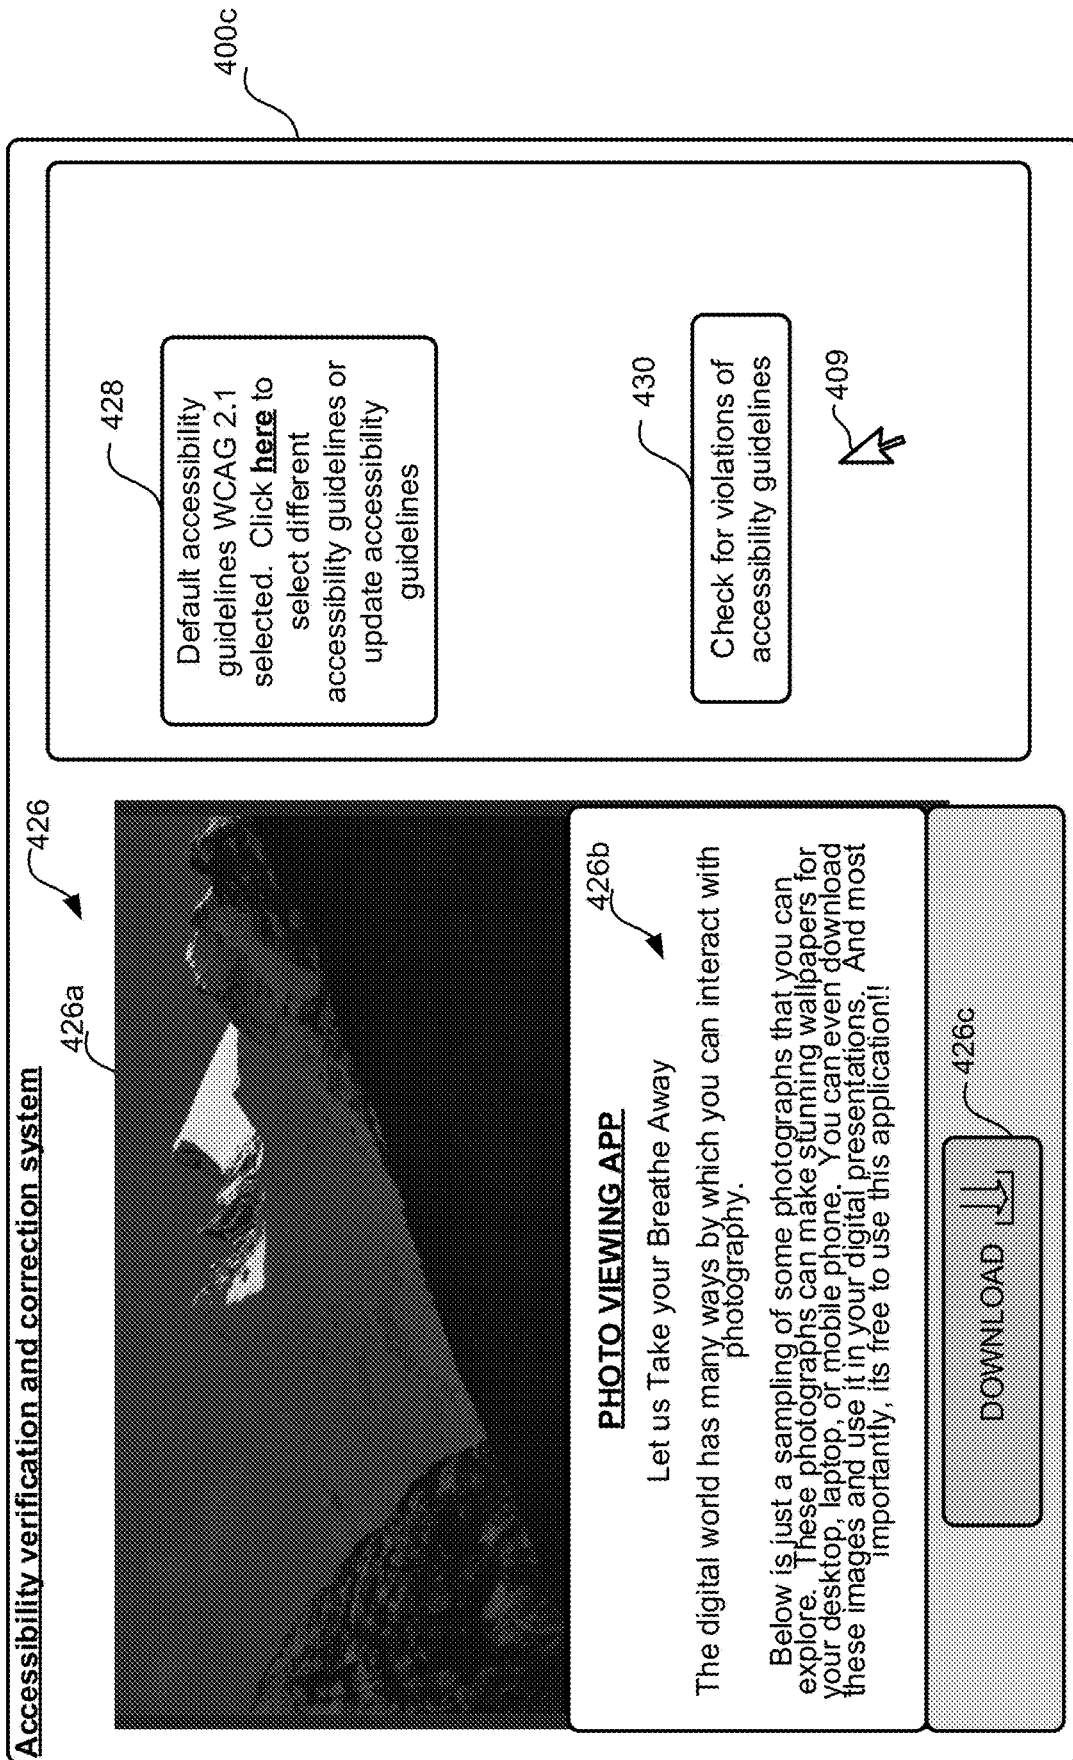 Accessibility verification and correction system
400c
426
426a
428
Default accessibility
guidelines WCAG 2.1
selected. Click here to
select different
accessibility guidelines or
update accessibility
guidelines
426b
PHOTO VIEWING APP
Let us Take your Breathe Away
The digital world has many ways by which you can interact with
photography.
Below is just a sampling of some photographs that you can
explore. These photographs can make stunning wallpapers for
your desktop, laptop, or mobile phone. You can even download
these images and use it in your digital presentations. And most
importantly, its free to use this application!!
430
Check for violations of
accessibility guidelines
409
DOWNLOAD
426c